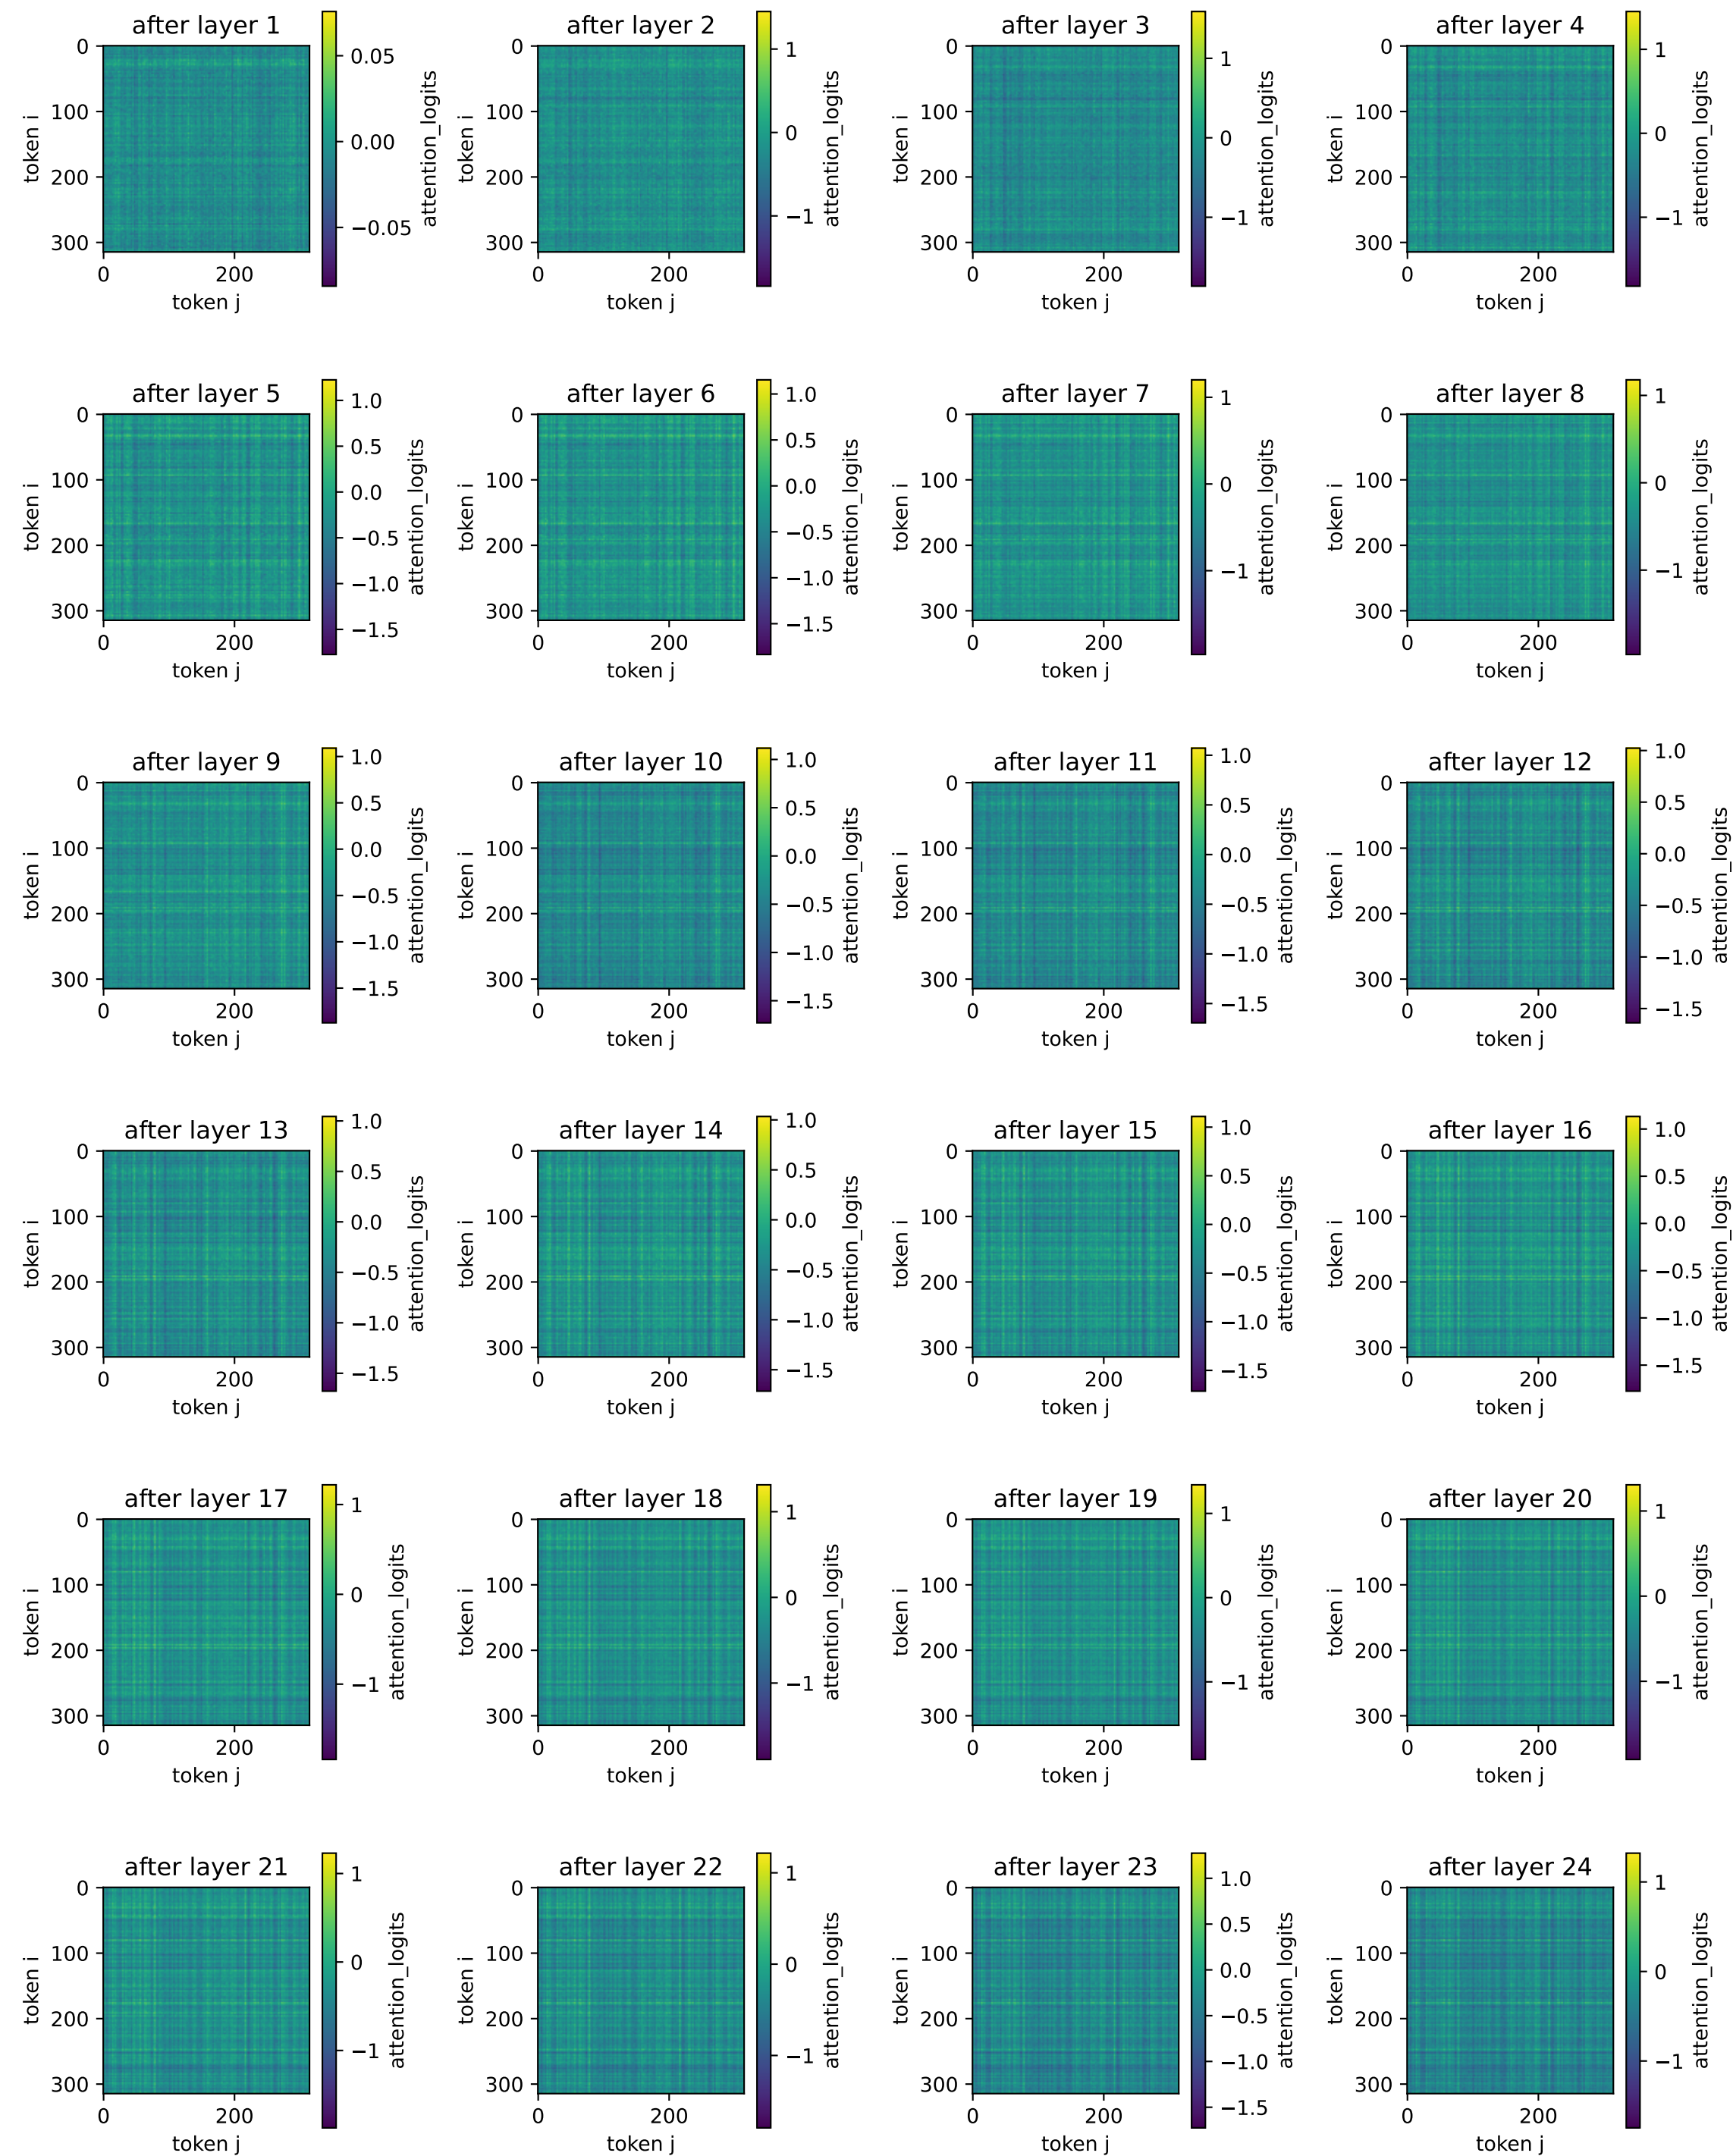 after layer 1
after layer 2
after layer 3
after layer 4
0
100
200
300
token i
0 200
token j
0.05
0.00
−0.05
attention_logits
0
100
200
300
token i
0 200
token j
1
0
−1
attention_logits
0
100
200
300
token i
0 200
token j
1
0
−1
attention_logits
0
100
200
300
token i
0 200
token j
1
0
−1
attention_logits
after layer 5
after layer 6
after layer 7
after layer 8
0
100
200
300
token i
0 200
token j
1.0
0.5
0.0
−0.5
−1.0
−1.5
attention_logits
0
100
200
300
token i
0 200
token j
1.0
0.5
0.0
−0.5
−1.0
−1.5
attention_logits
0
100
200
300
token i
0 200
token j
1
0
−1
attention_logits
0
100
200
300
token i
0 200
token j
1
0
−1
attention_logits
after layer 9
after layer 10
after layer 11
after layer 12
0
100
200
300
token i
0 200
token j
1.0
0.5
0.0
−0.5
−1.0
−1.5
attention_logits
0
100
200
300
token i
0 200
token j
1.0
0.5
0.0
−0.5
−1.0
−1.5
attention_logits
0
100
200
300
token i
0 200
token j
1.0
0.5
0.0
−0.5
−1.0
−1.5
attention_logits
0
100
200
300
token i
0 200
token j
1.0
0.5
0.0
−0.5
−1.0
−1.5
attention_logits
after layer 13
after layer 14
after layer 15
after layer 16
0
100
200
300
token i
0 200
token j
1.0
0.5
0.0
−0.5
−1.0
−1.5
attention_logits
0
100
200
300
token i
0 200
token j
1.0
0.5
0.0
−0.5
−1.0
−1.5
attention_logits
0
100
200
300
token i
0 200
token j
1.0
0.5
0.0
−0.5
−1.0
−1.5
attention_logits
0
100
200
300
token i
0 200
token j
1.0
0.5
0.0
−0.5
−1.0
−1.5
attention_logits
after layer 17
after layer 18
after layer 19
after layer 20
0
100
200
300
token i
0 200
token j
1
0
−1
attention_logits
0
100
200
300
token i
0 200
token j
1
0
−1
attention_logits
0
100
200
300
token i
0 200
token j
1
0
−1
attention_logits
0
100
200
300
token i
0 200
token j
1
0
−1
attention_logits
after layer 21
after layer 22
after layer 23
after layer 24
0
100
200
300
token i
0 200
token j
1
0
−1
attention_logits
0
100
200
300
token i
0 200
token j
1
0
−1
attention_logits
0
100
200
300
token i
0 200
token j
1.0
0.5
0.0
−0.5
−1.0
−1.5
attention_logits
0
100
200
300
token i
0 200
token j
1
0
−1
attention_logits